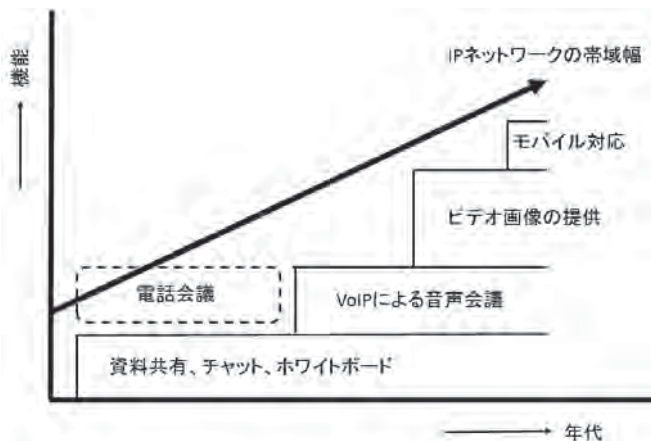 機能
IPネットワークの帯域幅
モバイル対応
ビデオ画像の提供
電話会議
VoIPによる音声会議
資料共有、チャット、ホワイトボード
年代